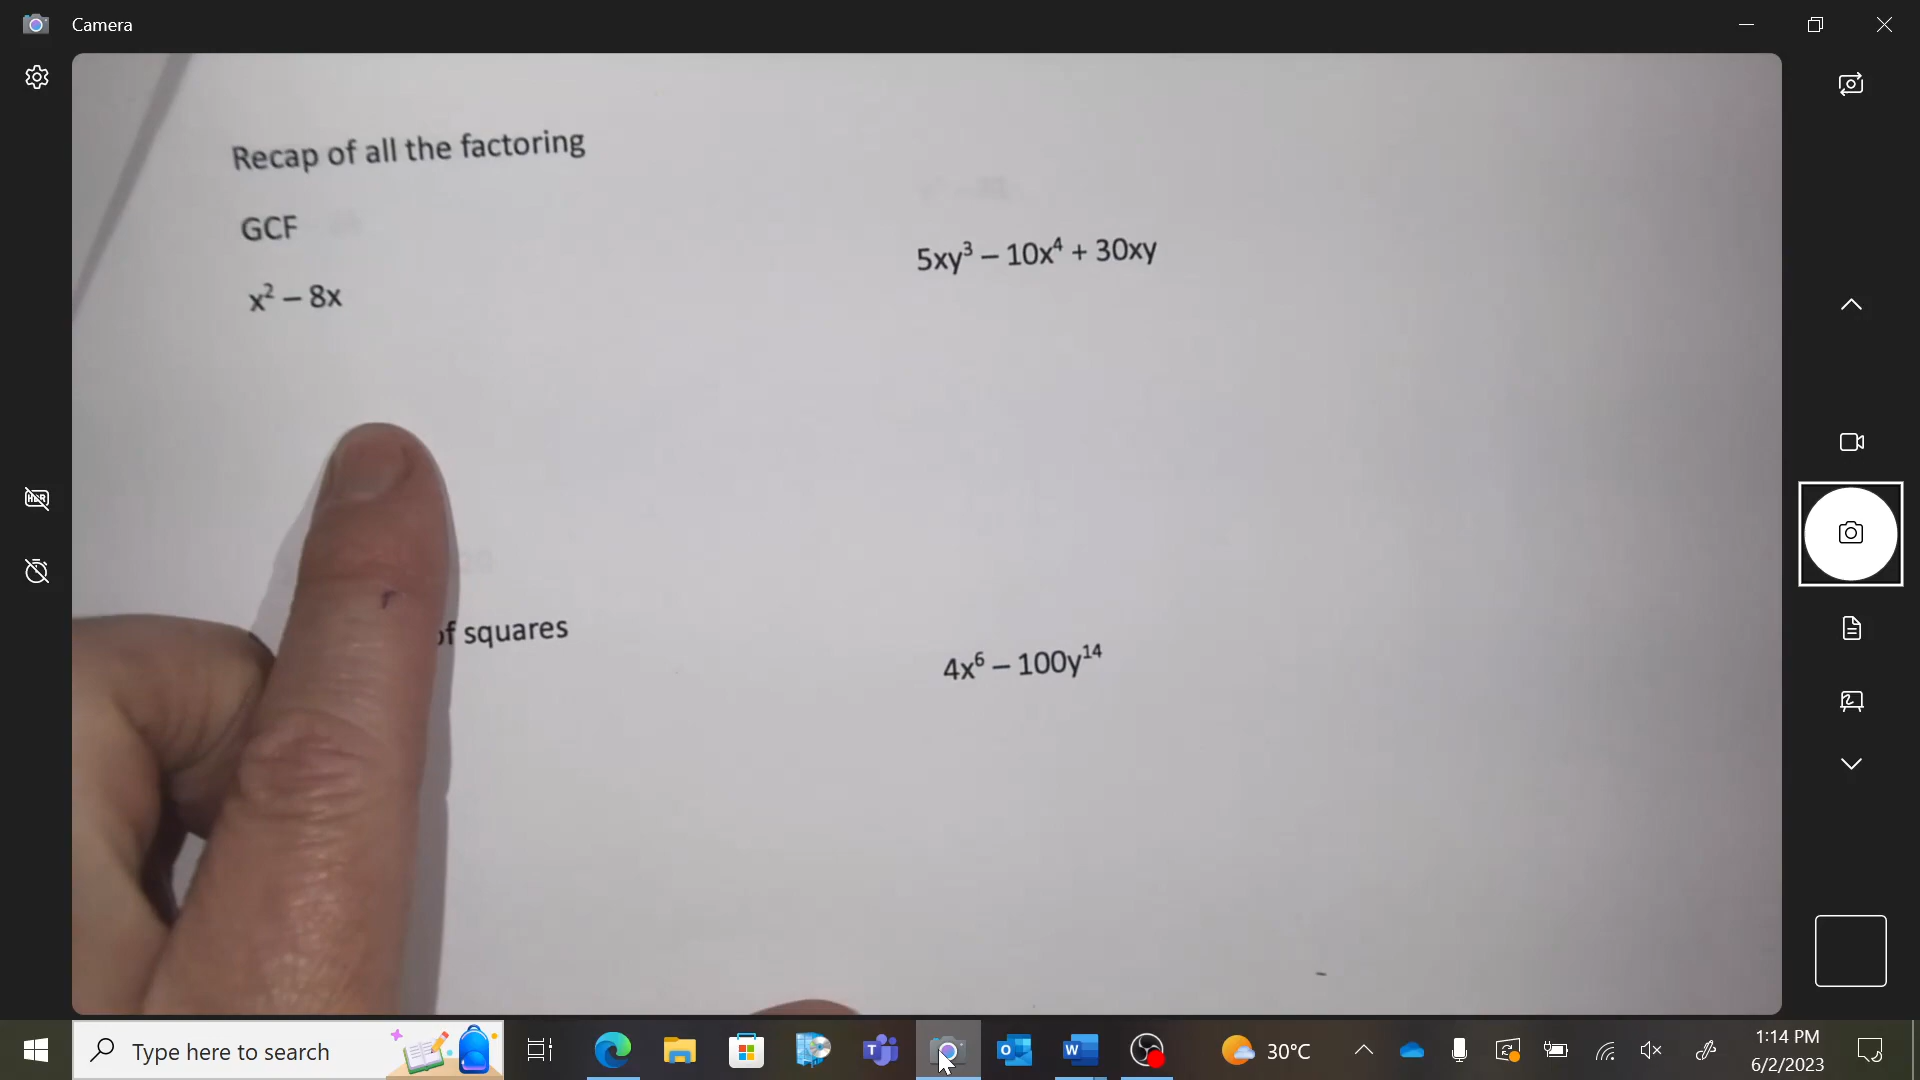 Camera
Recap of all the factoring
GCF
x² – 8x
5xy³ – 10x⁴ + 30xy
of squares
4x⁶ – 100y¹⁴
Type here to search
30°C
1:14 PM
6/2/2023